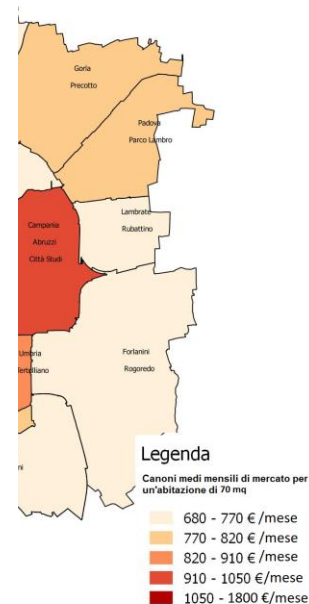 Gorla
Precotto
Padova
Parco Lambro
Lambrate
Rubattino
Campania
Abruzzi
Città Studi
Umbria
Forlanini
Rogoredo
Legenda
Canoni medi mensili di mercato per
un'abitazione di 70 mq
680 - 770 €/mese
770 - 820 €/mese
820 - 910 €/mese
910 - 1050 €/mese
1050 - 1800 €/mese